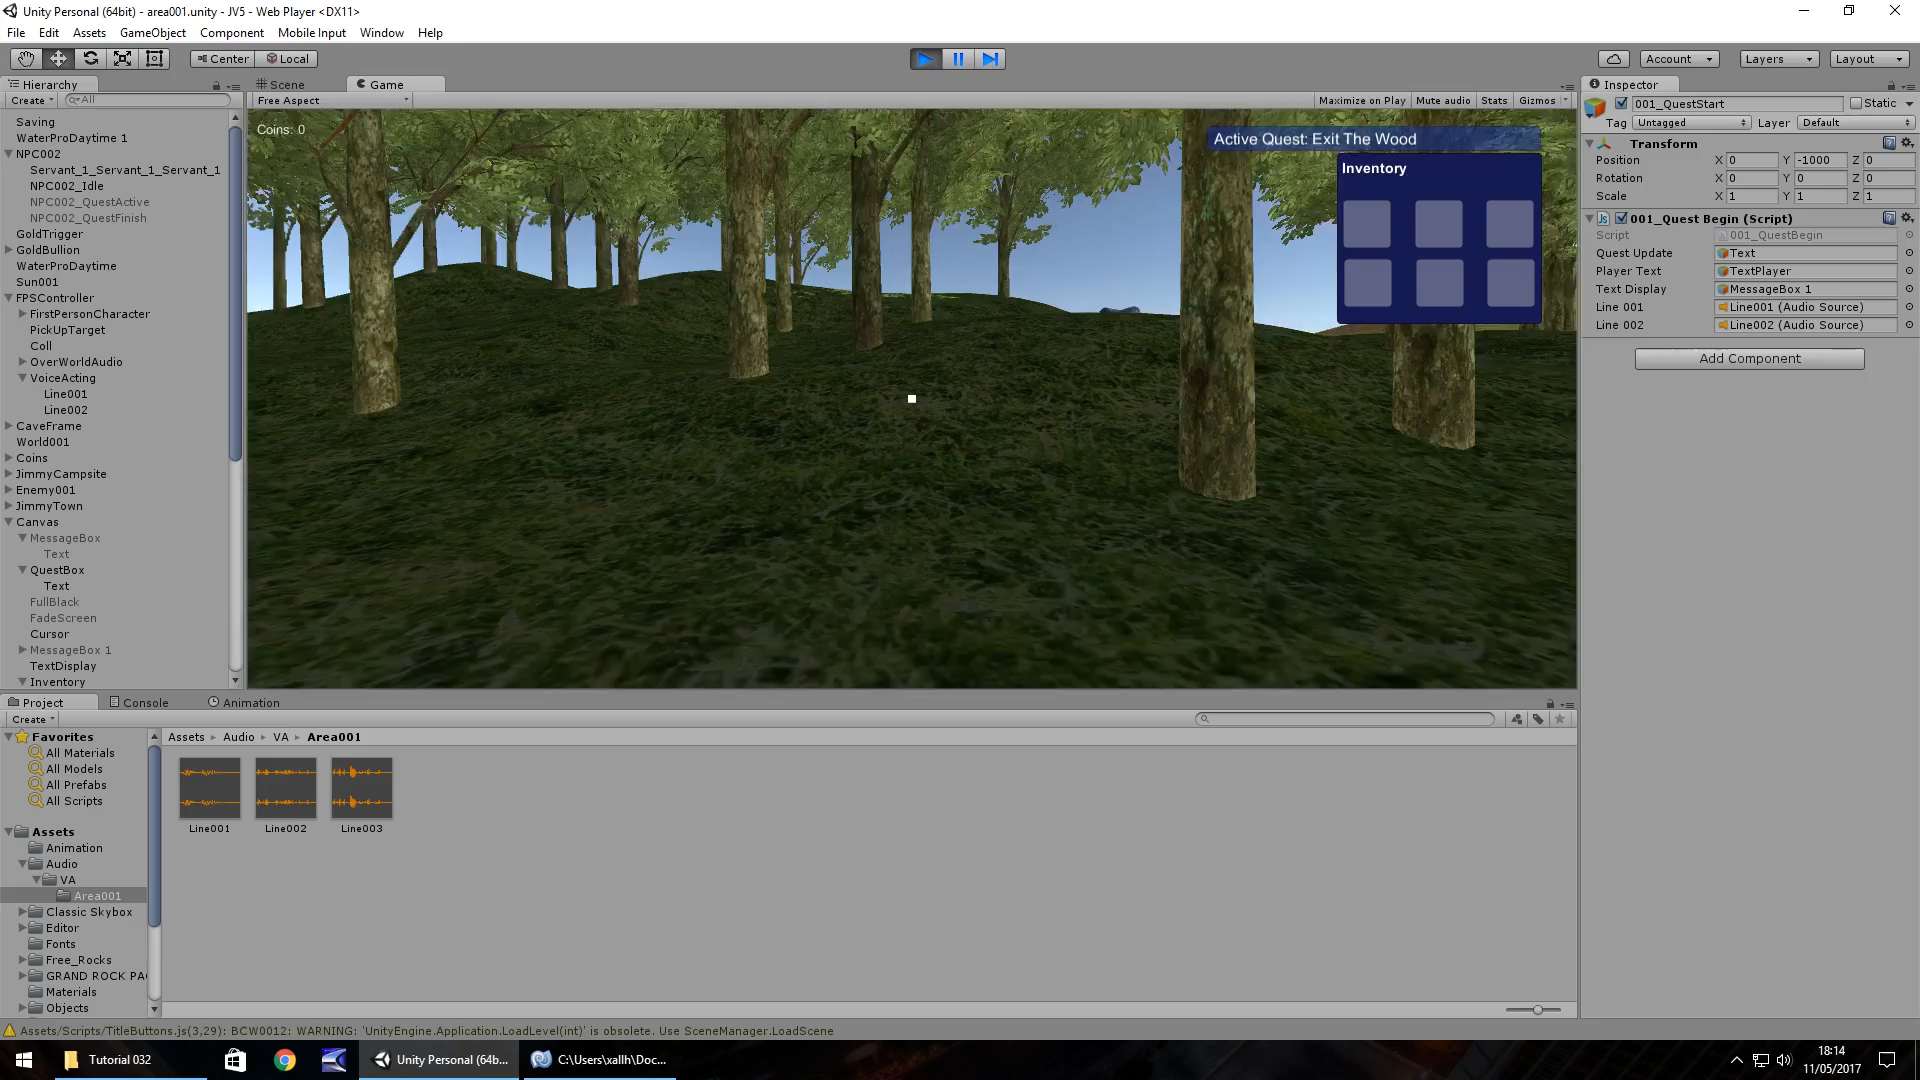 Unity Personal (64bit) - area001.unity - JV5 - Web Player <DX11>
File Edit Assets GameObject Component Mobile Input Window Help
Center Local Account Layers Layout
Hierarchy
Create All
Saving
WaterProDaytime 1
NPC002
Servant_1_Servant_1_Servant_1
NPC002_Idle
NPC002_QuestActive
NPC002_QuestFinish
GoldTrigger
GoldBullion
WaterProDaytime
Sun001
FPSController
FirstPersonCharacter
PickUpTarget
Coll
OverWorldAudio
VoiceActing
Line001
Line002
CaveFrame
World001
Coins
JimmyCampsite
Enemy001
JimmyTown
Canvas
MessageBox
Text
QuestBox
Text
FullBlack
FadeScreen
Cursor
MessageBox 1
TextDisplay
Inventory
Scene Game
Free Aspect Maximize on Play Mute audio Stats Gizmos
Coins: 0
Active Quest: Exit The Wood
Inventory
Inspector
001_QuestStart Static
Tag Untagged Layer Default
Transform
Position X 0 Y -1000 Z 0
Rotation X 0 Y 0 Z 0
Scale X 1 Y 1 Z 1
001_Quest Begin (Script)
Script 001_QuestBegin
Quest Update Text
Player Text TextPlayer
Text Display MessageBox 1
Line 001 Line001 (Audio Source)
Line 002 Line002 (Audio Source)
Add Component
Project Console Animation
Create
Favorites
All Materials
All Models
All Prefabs
All Scripts
Assets
Animation
Audio
VA
Area001
Classic Skybox
Editor
Fonts
Free_Rocks
GRAND ROCK PA
Materials
Objects
Assets VA Audio Area001
Line001 Line002 Line003
Assets/Scripts/TitleButtons.js(3,29): BCW0012: WARNING: 'UnityEngine.Application.LoadLevel(int)' is obsolete. Use SceneManager.LoadScene
Tutorial 032 Unity Personal (64b... C:\Users\xallh\Doc...
18:14
11/05/2017